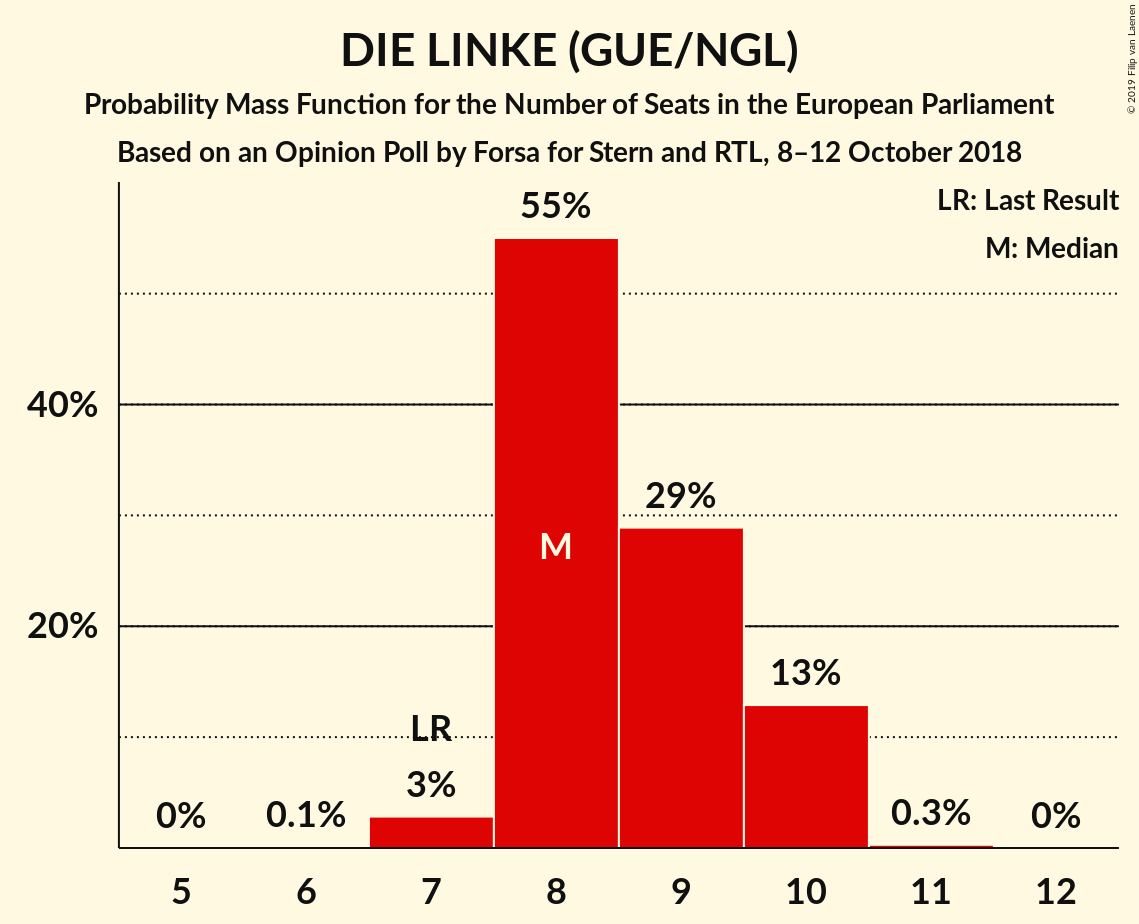 DIE LINKE (GUE/NGL)
Probability Mass Function for the Number of Seats in the European Parliament
Based on an Opinion Poll by Forsa for Stern and RTL, 8–12 October 2018
© 2019 Filip van Laenen
LR: Last Result
M: Median
55%
40%
29%
M
20%
13%
LR
3%
0%
0.1%
0.3%
0%
5 6 7 8 9 10 11 12